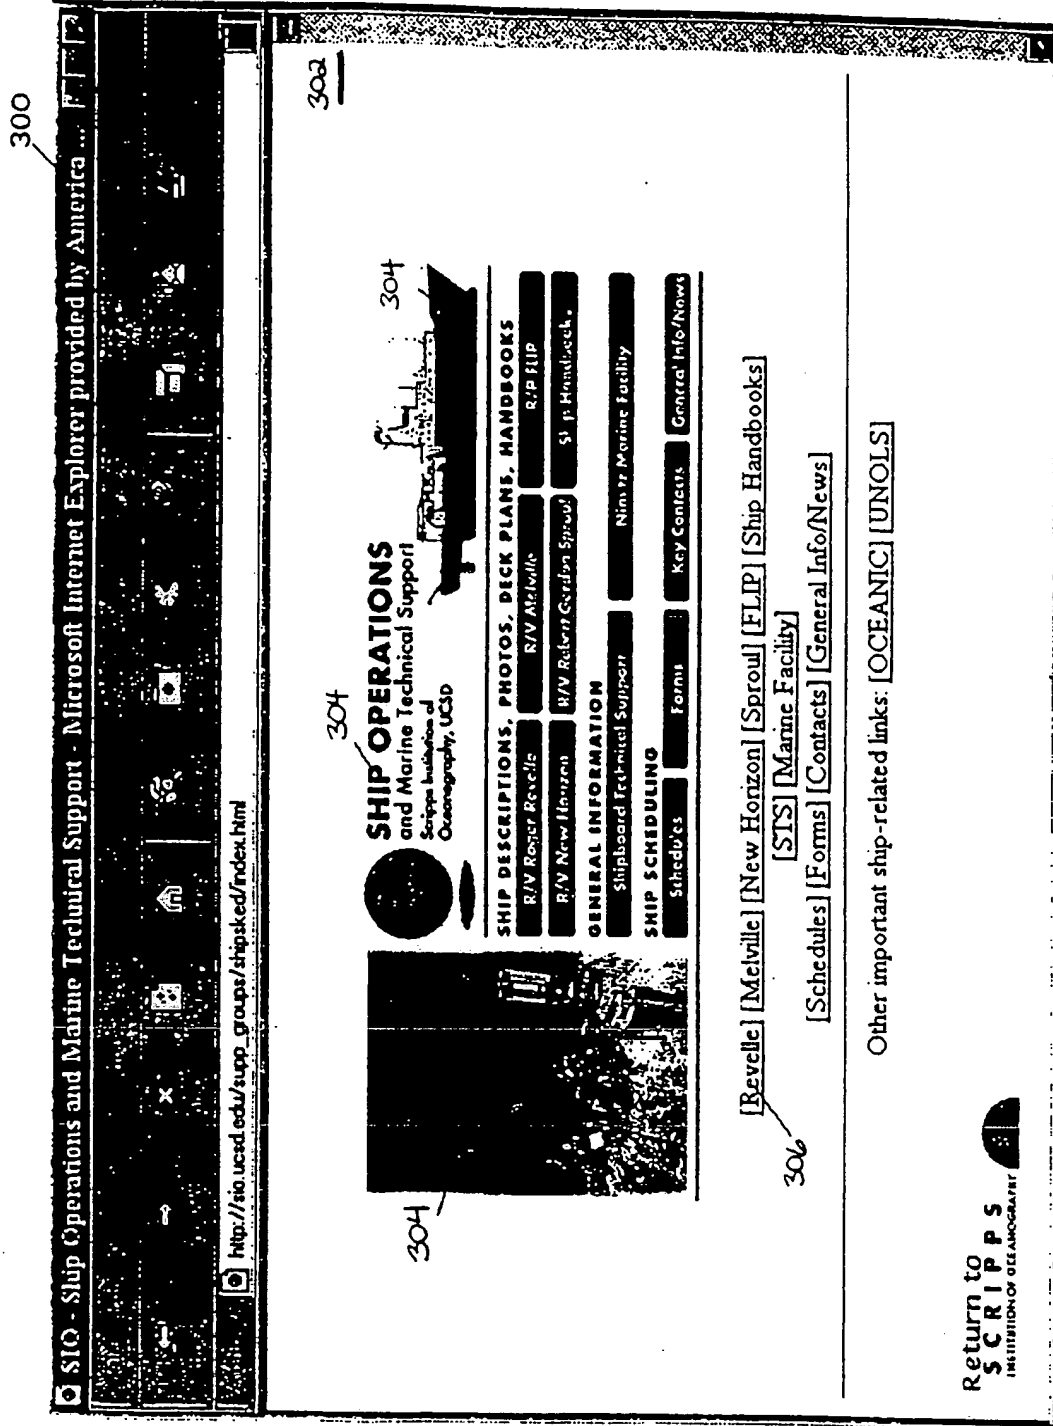 300
SIO - Ship Operations and Marine Technical Support - Microsoft Internet Explorer provided by America ...
http://sio.ucsd.edu/supp_groups/shipsked/index.html
302
304
SHIP OPERATIONS
and Marine Technical Support
Scripps Institution of
Oceanography, UCSD
304
304
SHIP DESCRIPTIONS, PHOTOS, DECK PLANS, HANDBOOKS
R/V Roger Revelle R/V Melville R/P FLIP
R/V New Horizon R/V Robert Gordon Sproul Ship Handbooks
GENERAL INFORMATION
Shipboard Technical Support Nimitz Marine Facility
SHIP SCHEDULING
Schedules Forms Key Contacts General Info/News
[Revelle] [Melville] [New Horizon] [Sproul] [FLIP] [Ship Handbooks]
306
[STS] [Marine Facility]
[Schedules] [Forms] [Contacts] [General Info/News]
Other important ship-related links: [OCEANIC] [UNOLS]
Return to
SCRIPPS
INSTITUTION OF OCEANOGRAPHY